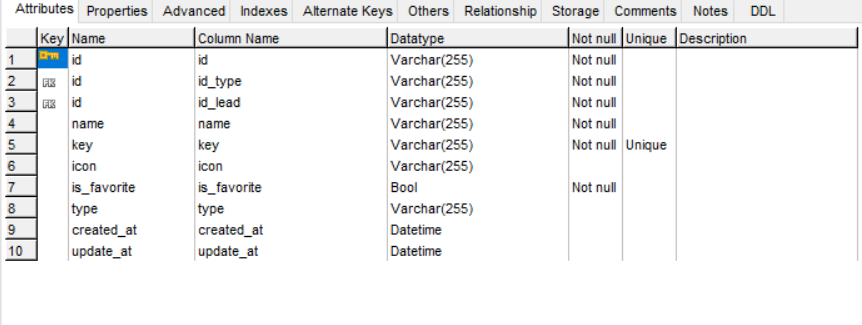 Attributes Properties Advanced Indexes Alternate Keys Others Relationship Storage Comments Notes DDL
Key Name Column Name Datatype Not null Unique Description
1 id id Varchar(255) Not null
2 FK id id_type Varchar(255) Not null
3 FK id id_lead Varchar(255) Not null
4 name name Varchar(255) Not null
5 key key Varchar(255) Not null Unique
6 icon icon Varchar(255)
7 is_favorite is_favorite Bool Not null
8 type type Varchar(255)
9 created_at created_at Datetime
10 update_at update_at Datetime